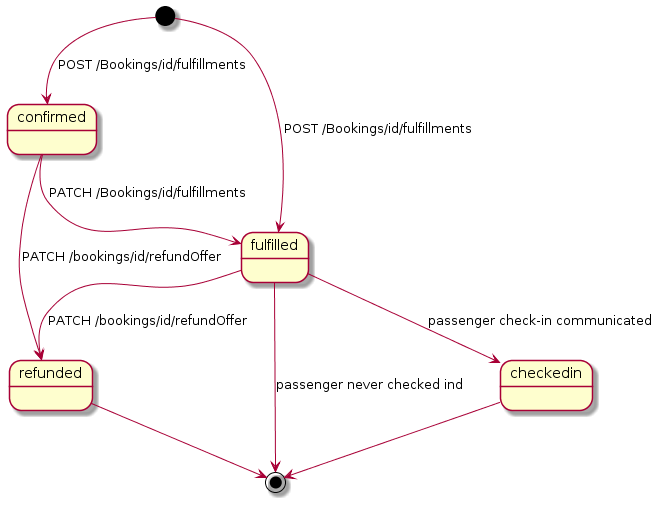 POST /Bookings/id/fulfillments
confirmed
POST /Bookings/id/fulfillments
PATCH /Bookings/id/fulfillments
fulfilled
PATCH /bookings/id/refundOffer
PATCH /bookings/id/refundOffer
passenger check-in communicated
refunded
checkedin
passenger never checked ind